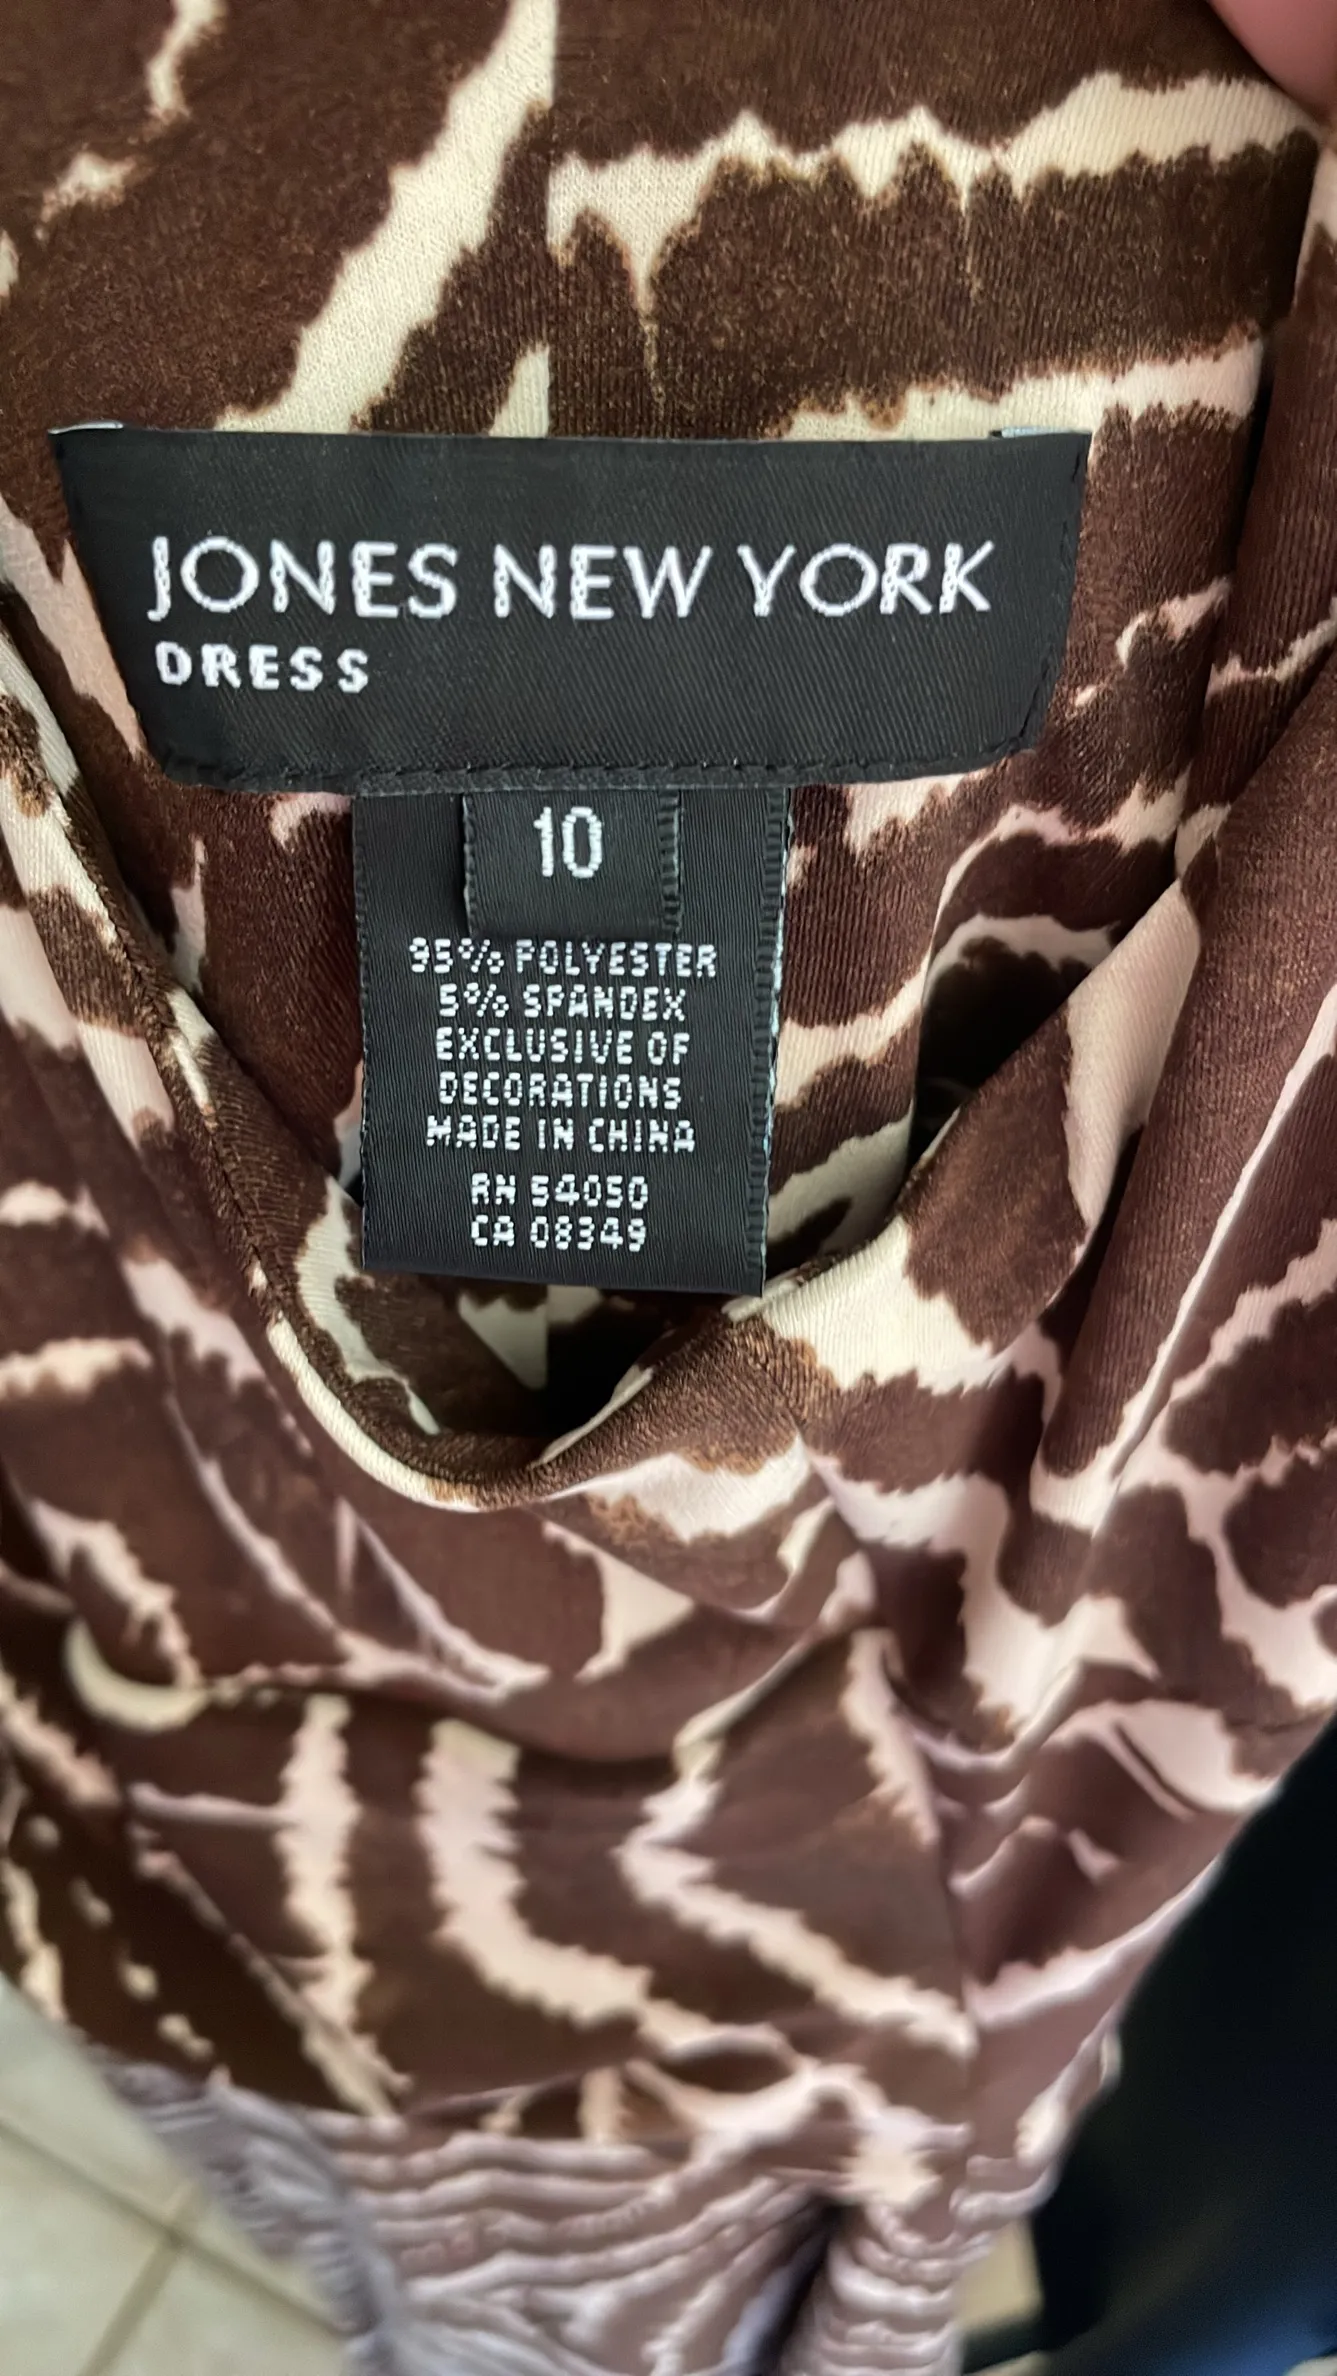 JONES NEW YORK
DRESS
10
95% POLYESTER
5% SPANDEX
EXCLUSIVE OF
DECORATIONS
MADE IN CHINA
RN 54050
CA 08349